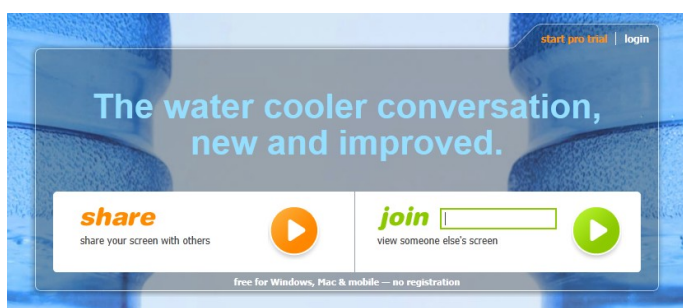 start pro trial | login
The water cooler conversation,
new and improved.
share
share your screen with others
join
view someone else's screen
free for Windows, Mac & mobile — no registration